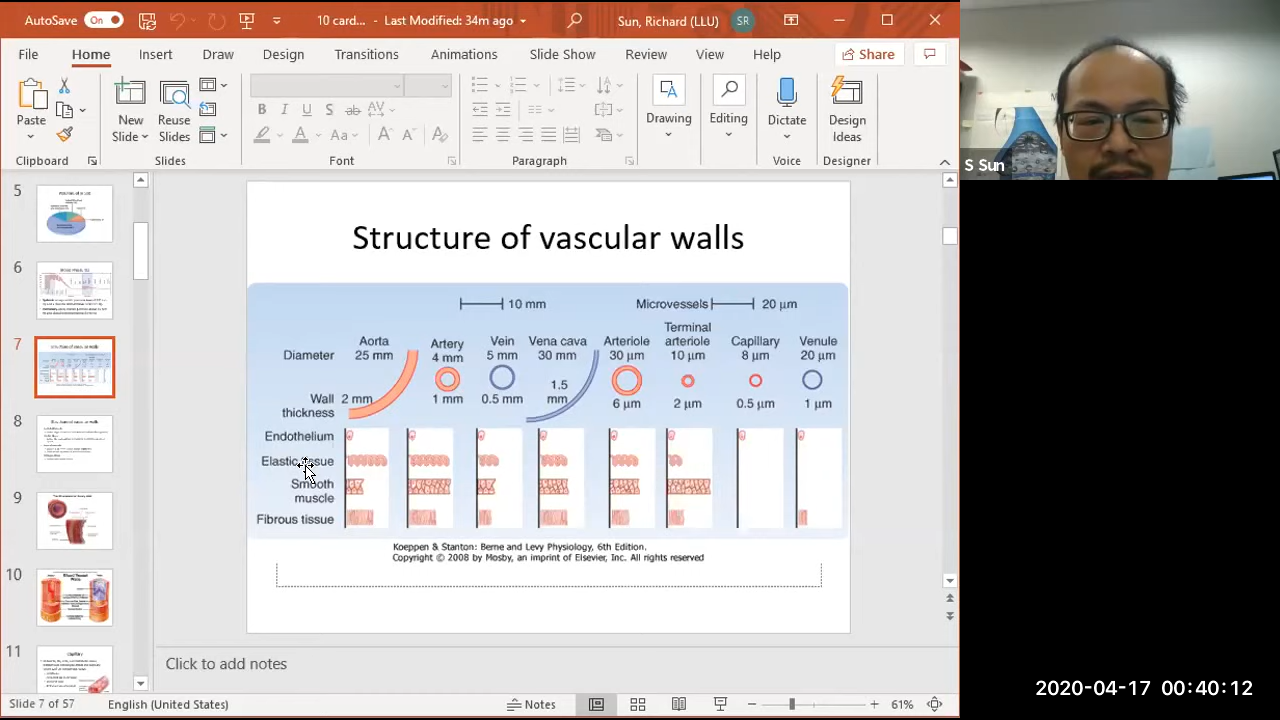 AutoSave On 10 card... - Last Modified: 34m ago Sun, Richard (LLU) SR
File Home Insert Draw Design Transitions Animations Slide Show Review View Help Share
Paste New Slide Reuse Slides Drawing Editing Dictate Design Ideas
B I U S ab AV
A Aa A A
Clipboard Slides Font Paragraph Voice Designer
S Sun
5
6
7
8
9
10
11
Structure of vascular walls
10 mm Microvessels 20 µm
Diameter
Aorta
25 mm
Artery
4 mm
Vein
5 mm
Vena cava
30 mm
Arteriole
30 µm
Terminal
arteriole
10 µm
Capillary
8 µm
Venule
20 µm
Wall
thickness
2 mm 1 mm 0.5 mm 1.5
mm 6 µm 2 µm 0.5 µm 1 µm
Endothelium
Elastic tissue
Smooth
muscle
Fibrous tissue
Koeppen & Stanton: Berne and Levy Physiology, 6th Edition.
Copyright © 2008 by Mosby, an imprint of Elsevier, Inc. All rights reserved
Click to add notes
Slide 7 of 57 English (United States) Notes 61%
2020-04-17 00:40:12